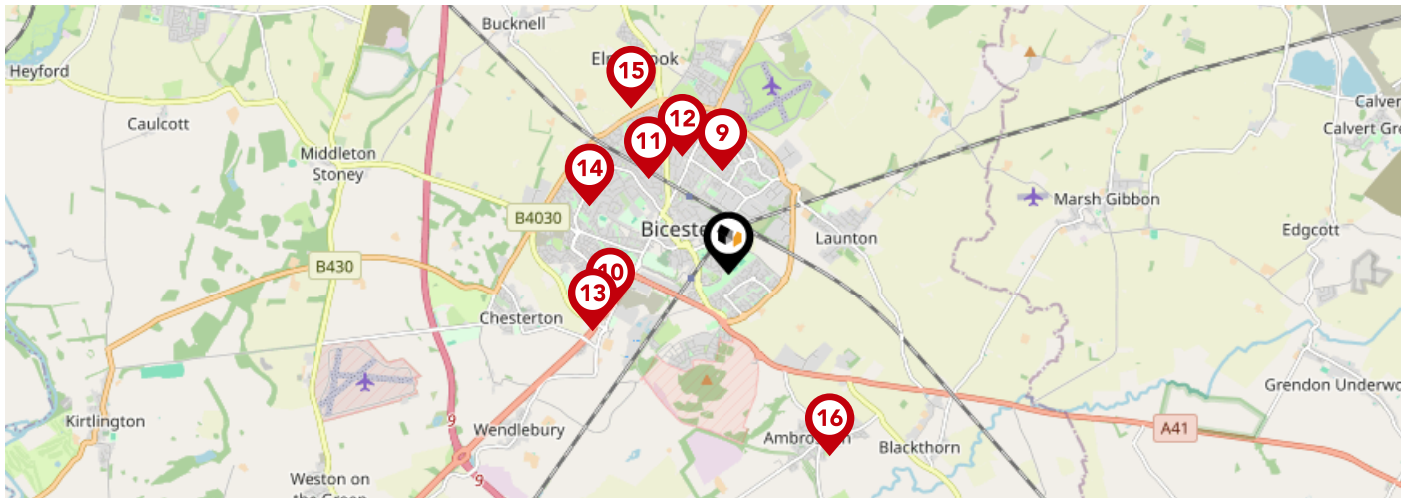 Bucknell
Heyford
15
Caulcott
12
11
9
Calvert Gre
Middleton
Stoney
14
Marsh Gibbon
B4030
Launton
Edgcott
B430
10
13
Chesterton
Grendon Underwo
16
Kirtlington
9
Wendlebury
A41
Blackthorn
9
Weston on